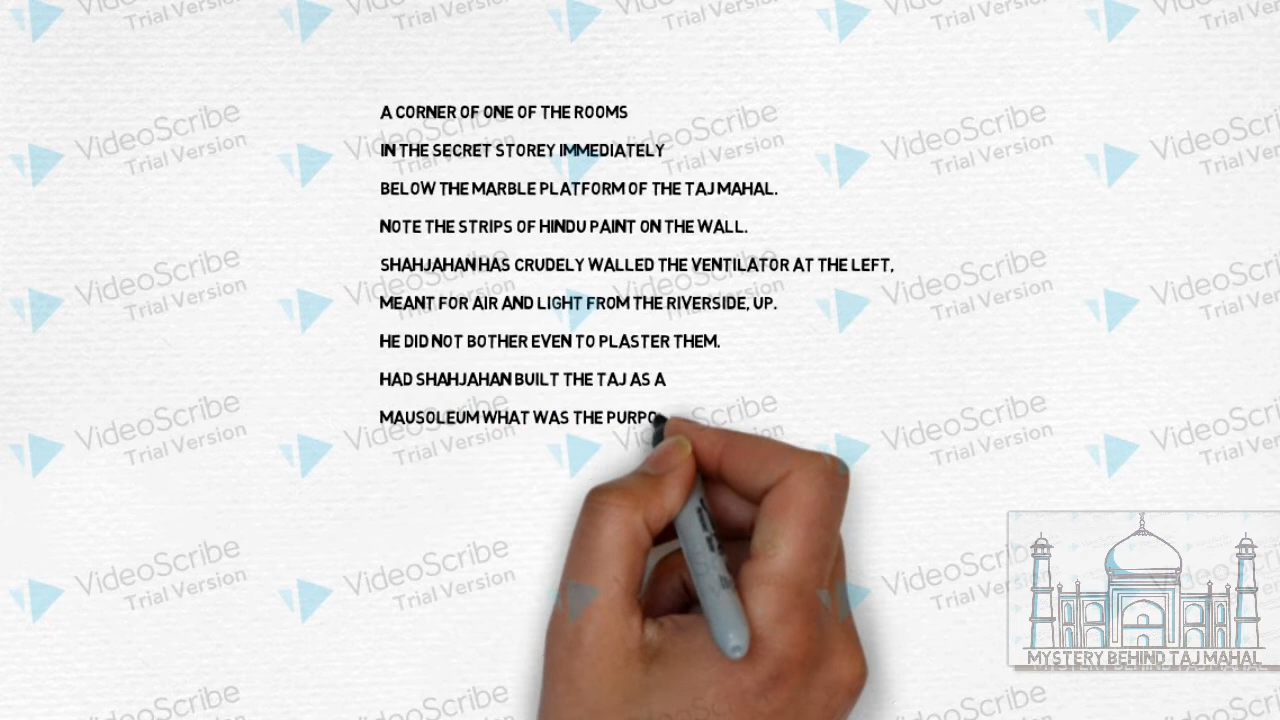 A CORNER OF ONE OF THE ROOMS
IN THE SECRET STOREY IMMEDIATELY
BELOW THE MARBLE PLATFORM OF THE TAJ MAHAL.
NOTE THE STRIPS OF HINDU PAINT ON THE WALL.
SHAHJAHAN HAS CRUDELY WALLED THE VENTILATOR AT THE LEFT,
MEANT FOR AIR AND LIGHT FROM THE RIVERSIDE, UP.
HE DID NOT BOTHER EVEN TO PLASTER THEM.
HAD SHAHJAHAN BUILT THE TAJ AS A
MAUSOLEUM WHAT WAS THE PURPO
MYSTERY BEHIND TAJ MAHAL
VideoScribe
Trial Version